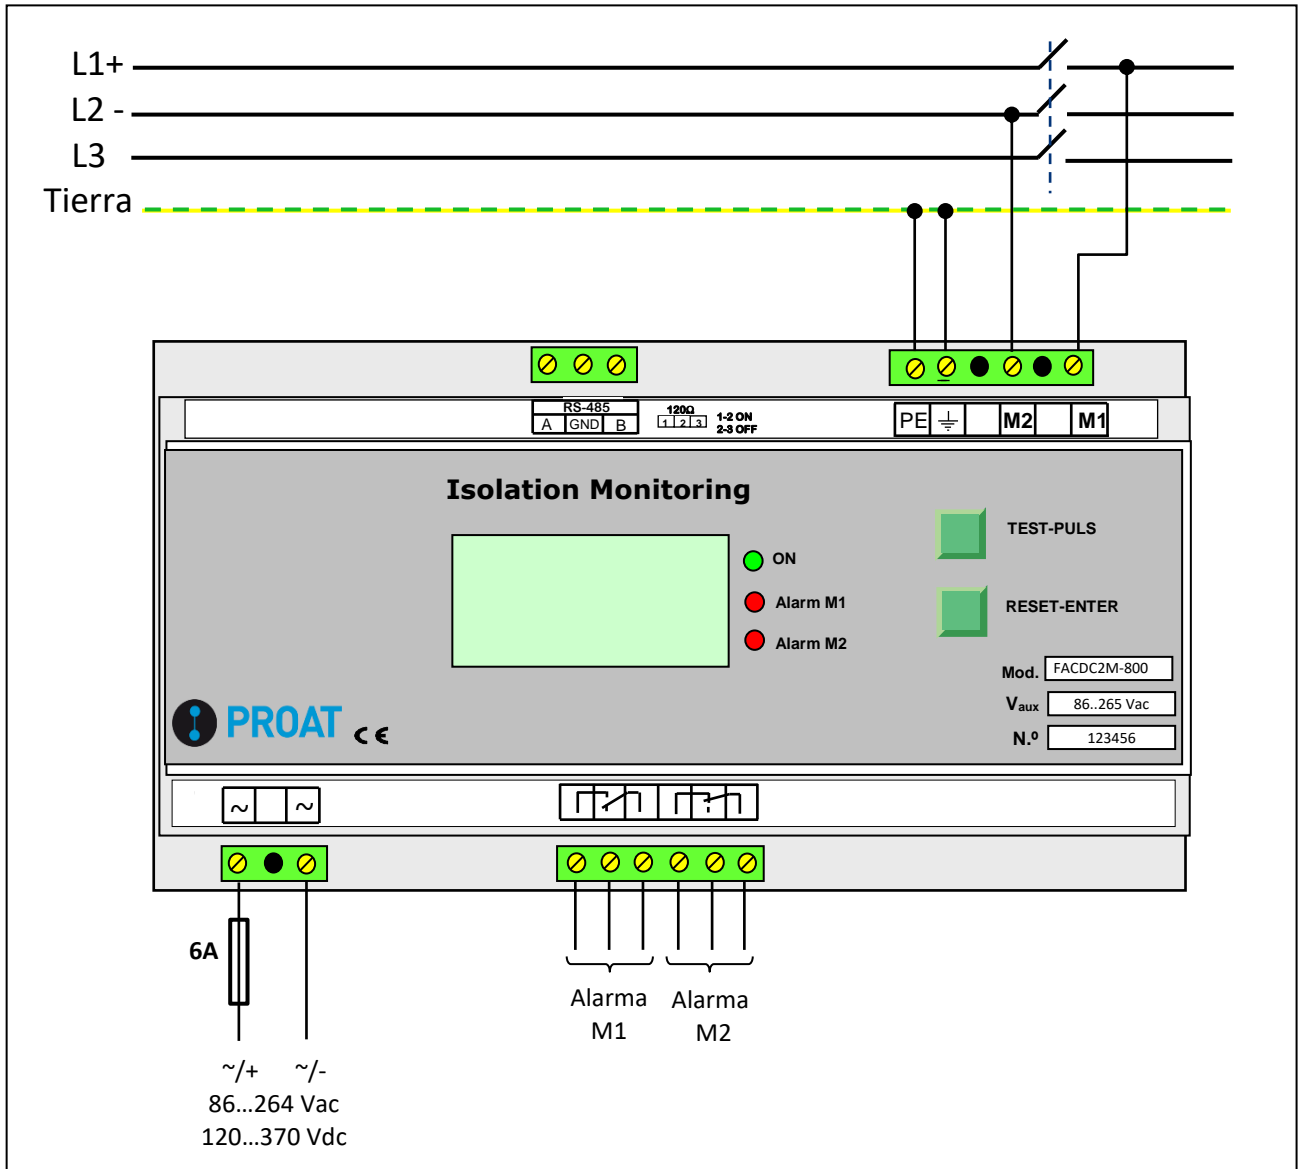 L1+
L2 -
L3
Tierra
RS-485
A GND B
120Ω
1 2 3
1-2 ON
2-3 OFF
PE M2 M1
Isolation Monitoring
TEST-PULS
ON
Alarm M1
RESET-ENTER
Alarm M2
Mod. FACDC2M-800
Vaux 86..265 Vac
N.º 123456
PROAT CE
~ ~
6A
Alarma
M1
Alarma
M2
~/+ ~/-
86...264 Vac
120...370 Vdc